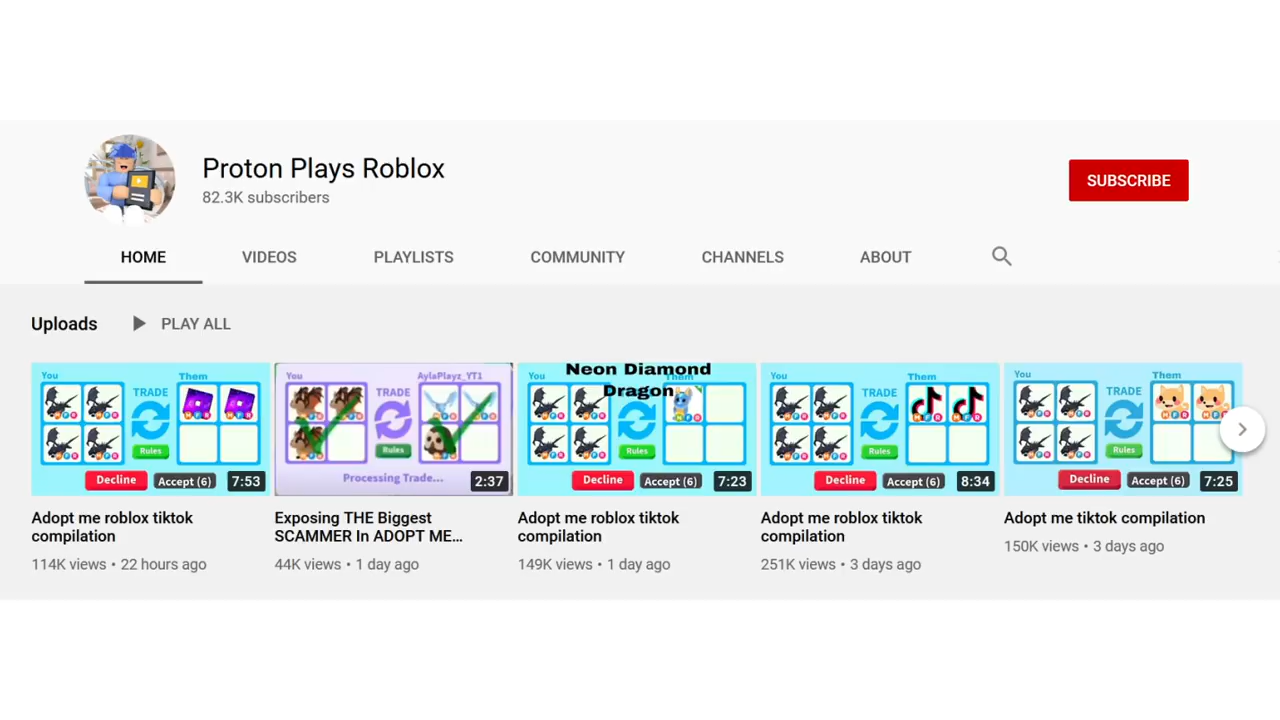 Proton Plays Roblox
82.3K subscribers
SUBSCRIBE
HOME
VIDEOS
PLAYLISTS
COMMUNITY
CHANNELS
ABOUT
Uploads
PLAY ALL
You
Them
TRADE
Rules
Decline
Accept (6)
7:53
Adopt me roblox tiktok
compilation
114K views • 22 hours ago
You
AylaPlayz_YT1
TRADE
Rules
Processing Trade...
2:37
Exposing THE Biggest
SCAMMER In ADOPT ME...
44K views • 1 day ago
Neon Diamond
Dragon
You
Them
TRADE
Rules
Decline
Accept (6)
7:23
Adopt me roblox tiktok
compilation
149K views • 1 day ago
You
Them
TRADE
Rules
Decline
Accept (6)
8:34
Adopt me roblox tiktok
compilation
251K views • 3 days ago
You
Them
TRADE
Rules
Decline
Accept (6)
7:25
Adopt me tiktok compilation
150K views • 3 days ago